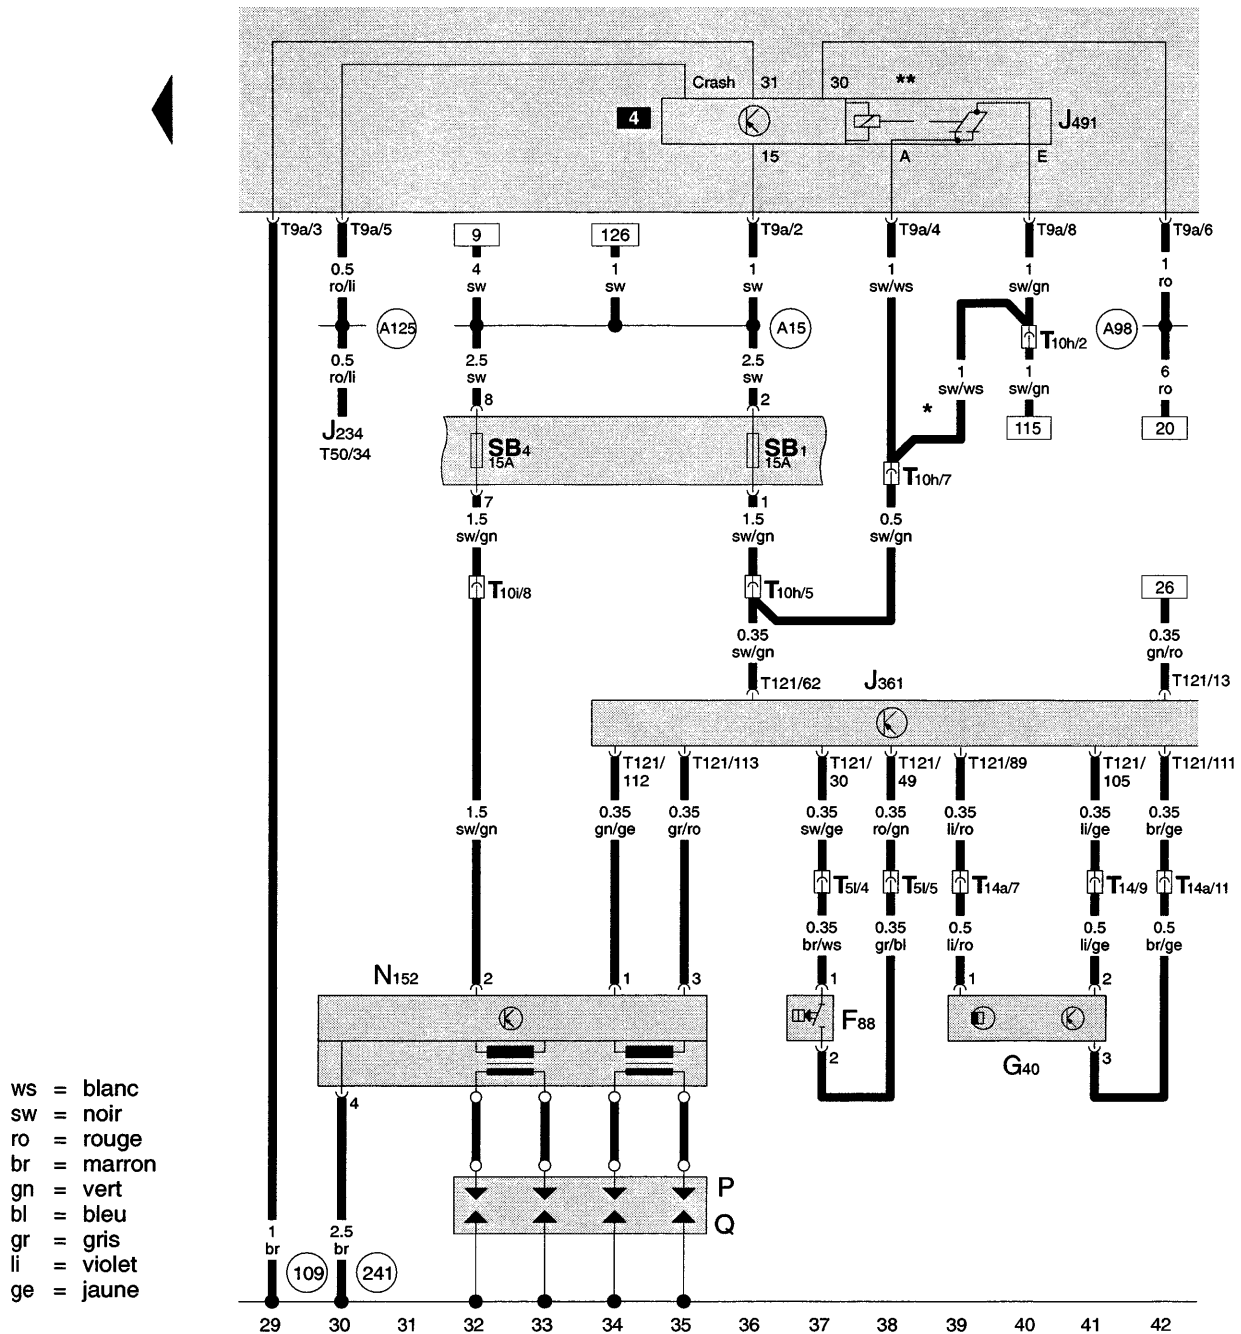 Crash 31 30 **
4
J491
15 A E
T9a/3 T9a/5 9 126 T9a/2 T9a/4 T9a/8 T9a/6
0.5 4 1 1 1 1 1
ro/li sw sw sw sw/ws sw/gn ro
A125 A15 A98
T10h/2
0.5 2.5 2.5 1 1 6
ro/li sw sw sw/ws sw/gn ro
8 2 *
J234 115 20
T50/34
SB4 SB1
15A 15A
T10h/7
7 1
1.5 1.5 0.5
sw/gn sw/gn sw/gn
T10i/8 T10h/5 26
0.35 0.35
sw/gn gn/ro
T121/62 J361 T121/13
T121/ T121/113 T121/ T121/ T121/89 T121/ T121/111
112 30 49 105
1.5 0.35 0.35 0.35 0.35 0.35 0.35 0.35
sw/gn gn/ge gr/ro sw/ge ro/gn li/ro li/ge br/ge
T5l/4 T5l/5 T14a/7 T14/9 T14a/11
0.35 0.35 0.5 0.5 0.5
br/ws gr/bl li/ro li/ge br/ge
N152 2 1 3 1 1 2
F88
2 G40 3
4
ws = blanc
sw = noir
ro = rouge
br = marron
gn = vert
bl = bleu
gr = gris
li = violet
ge = jaune
P
Q
1 2.5
br br
109 241
29 30 31 32 33 34 35 36 37 38 39 40 41 42